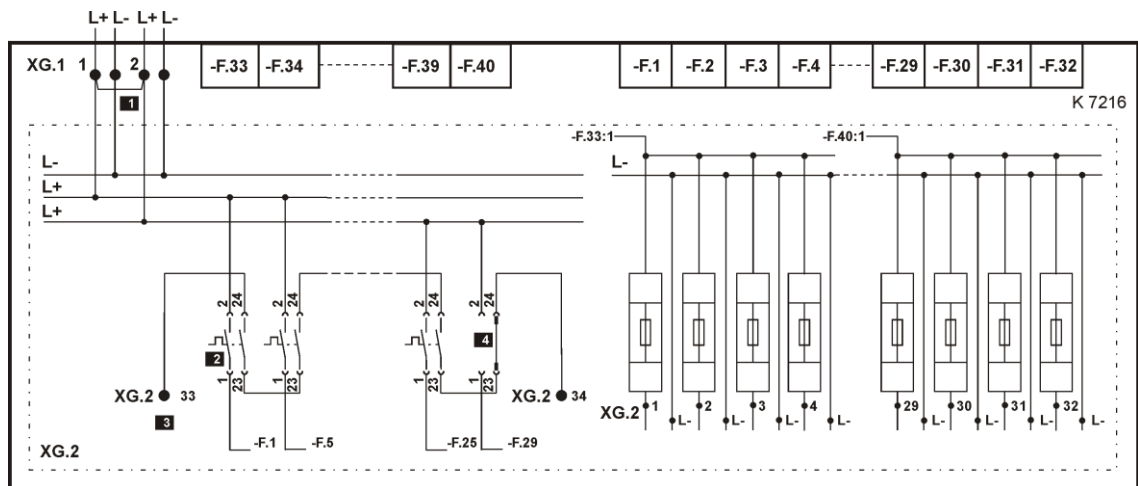 L+ L- L+ L-
XG.1 1 2 -F.33 -F.34 -F.39 -F.40 -F.1 -F.2 -F.3 -F.4 -F.29 -F.30 -F.31 -F.32
1
K 7216
-F.33:1 -F.40:1
L- L-
L+
L+
2 24 2 24 2 24 2 24
2 4
1 23 1 23 1 23 1 23
XG.2 33 XG.2 34 XG.2 1 2 3 4 29 30 31 32
3
L- L- L- L- L- L- L- L-
-F.1 -F.5 -F.25 -F.29
XG.2